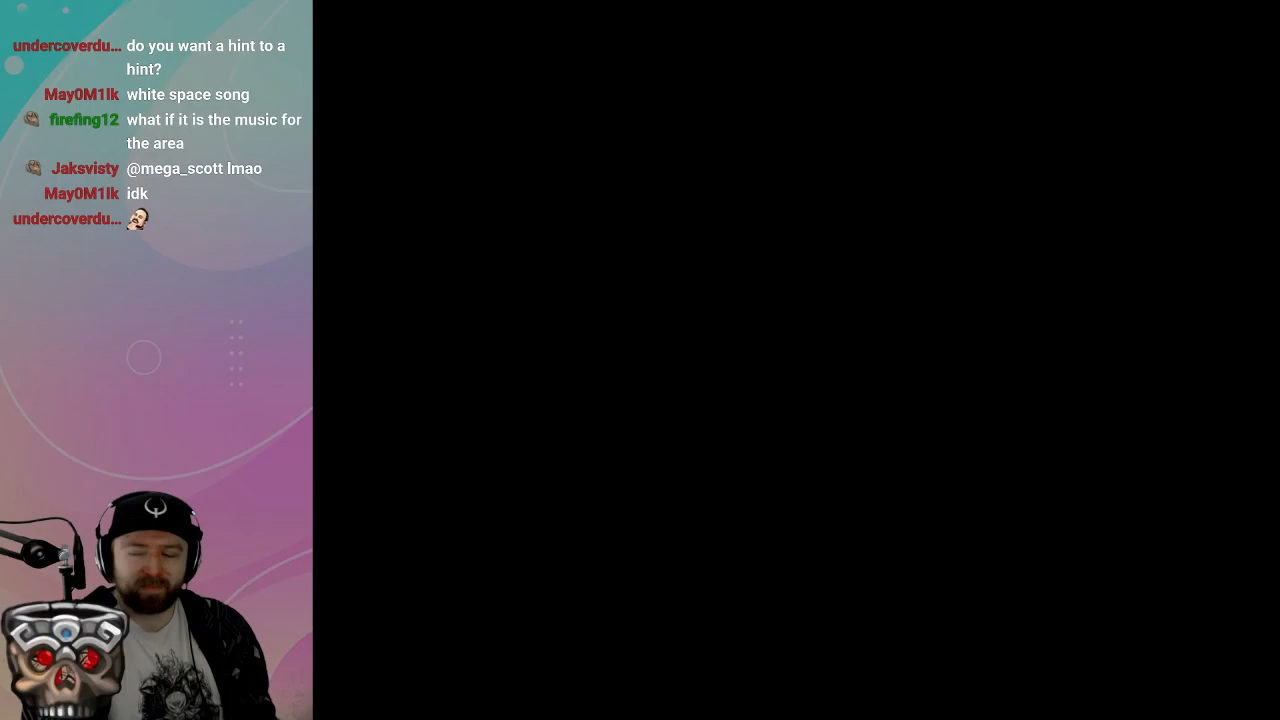 undercoverdu... do you want a hint to a
hint?
May0M1lk white space song
firefing12 what if it is the music for
the area
Jaksvisty @mega_scott lmao
May0M1lk idk
undercoverdu...